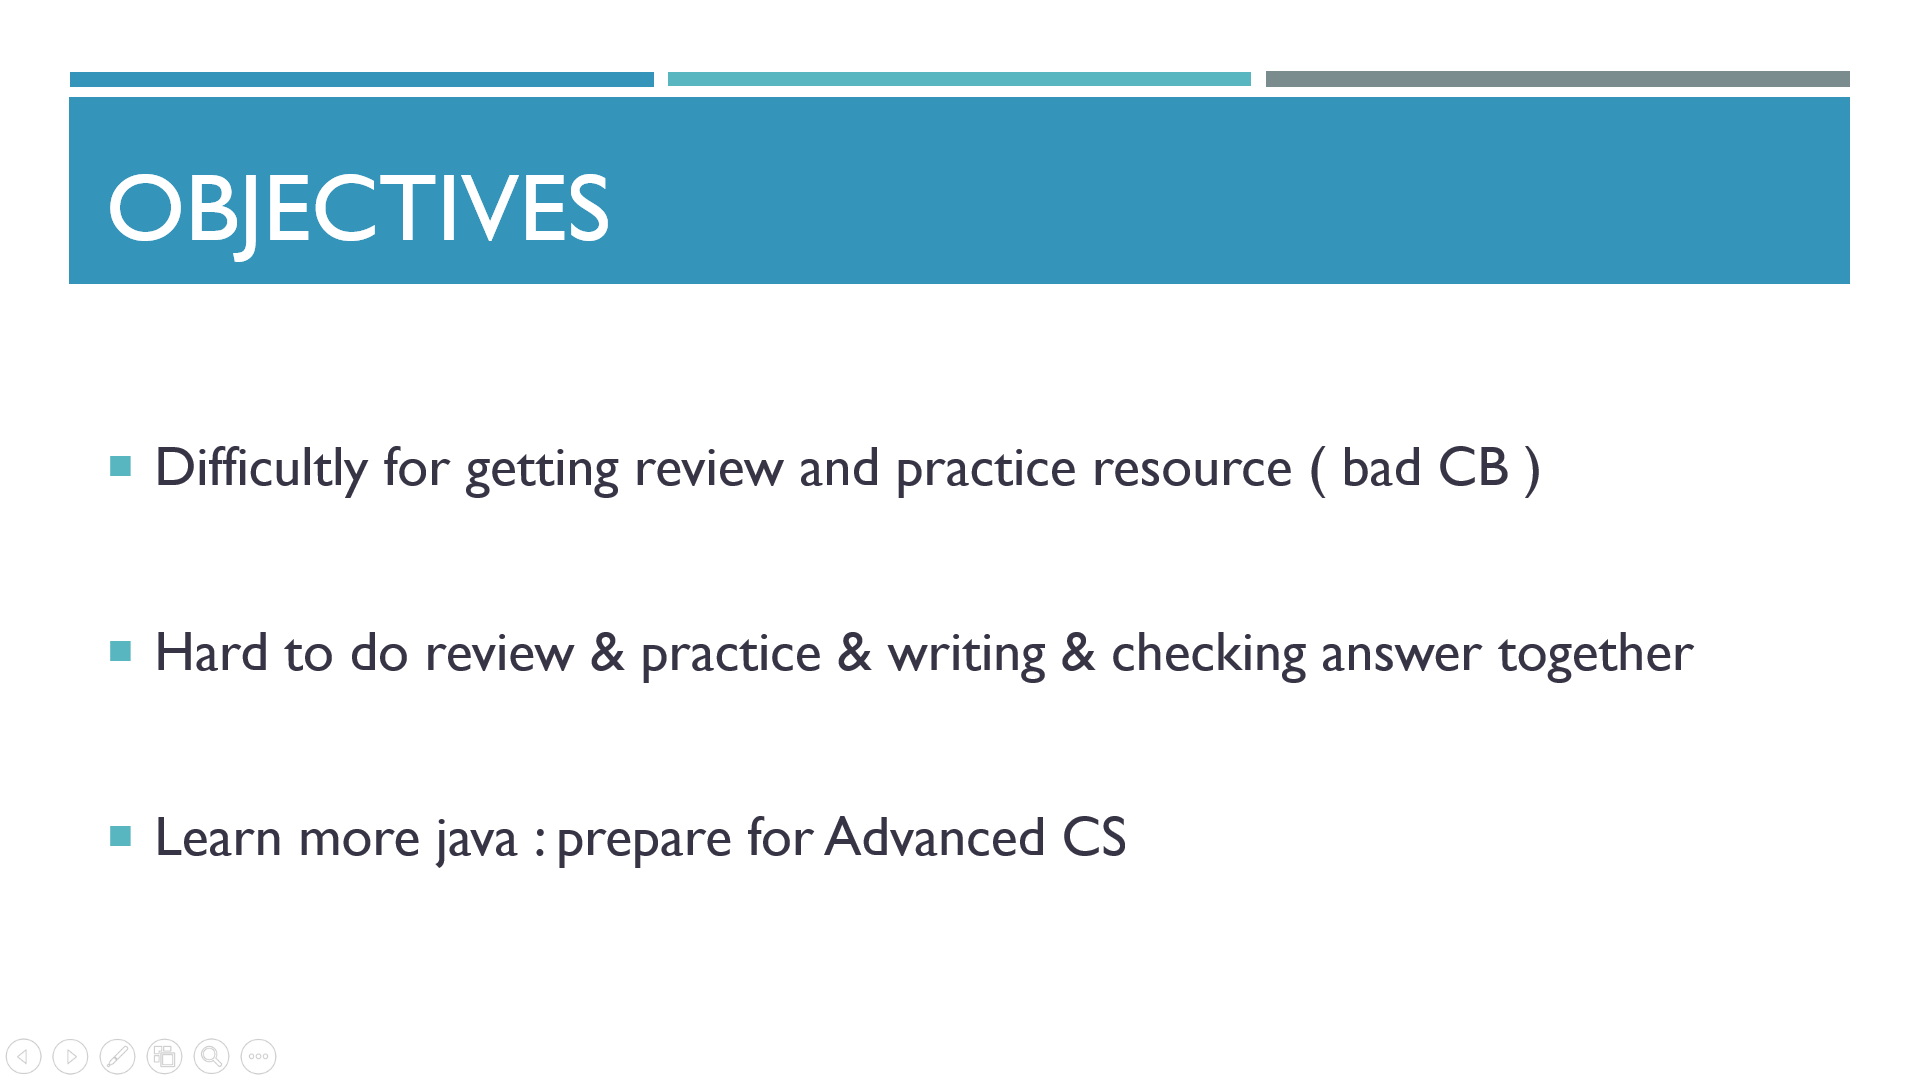 OBJECTIVES
Difficultly for getting review and practice resource ( bad CB )
Hard to do review & practice & writing & checking answer together
Learn more java : prepare for Advanced CS